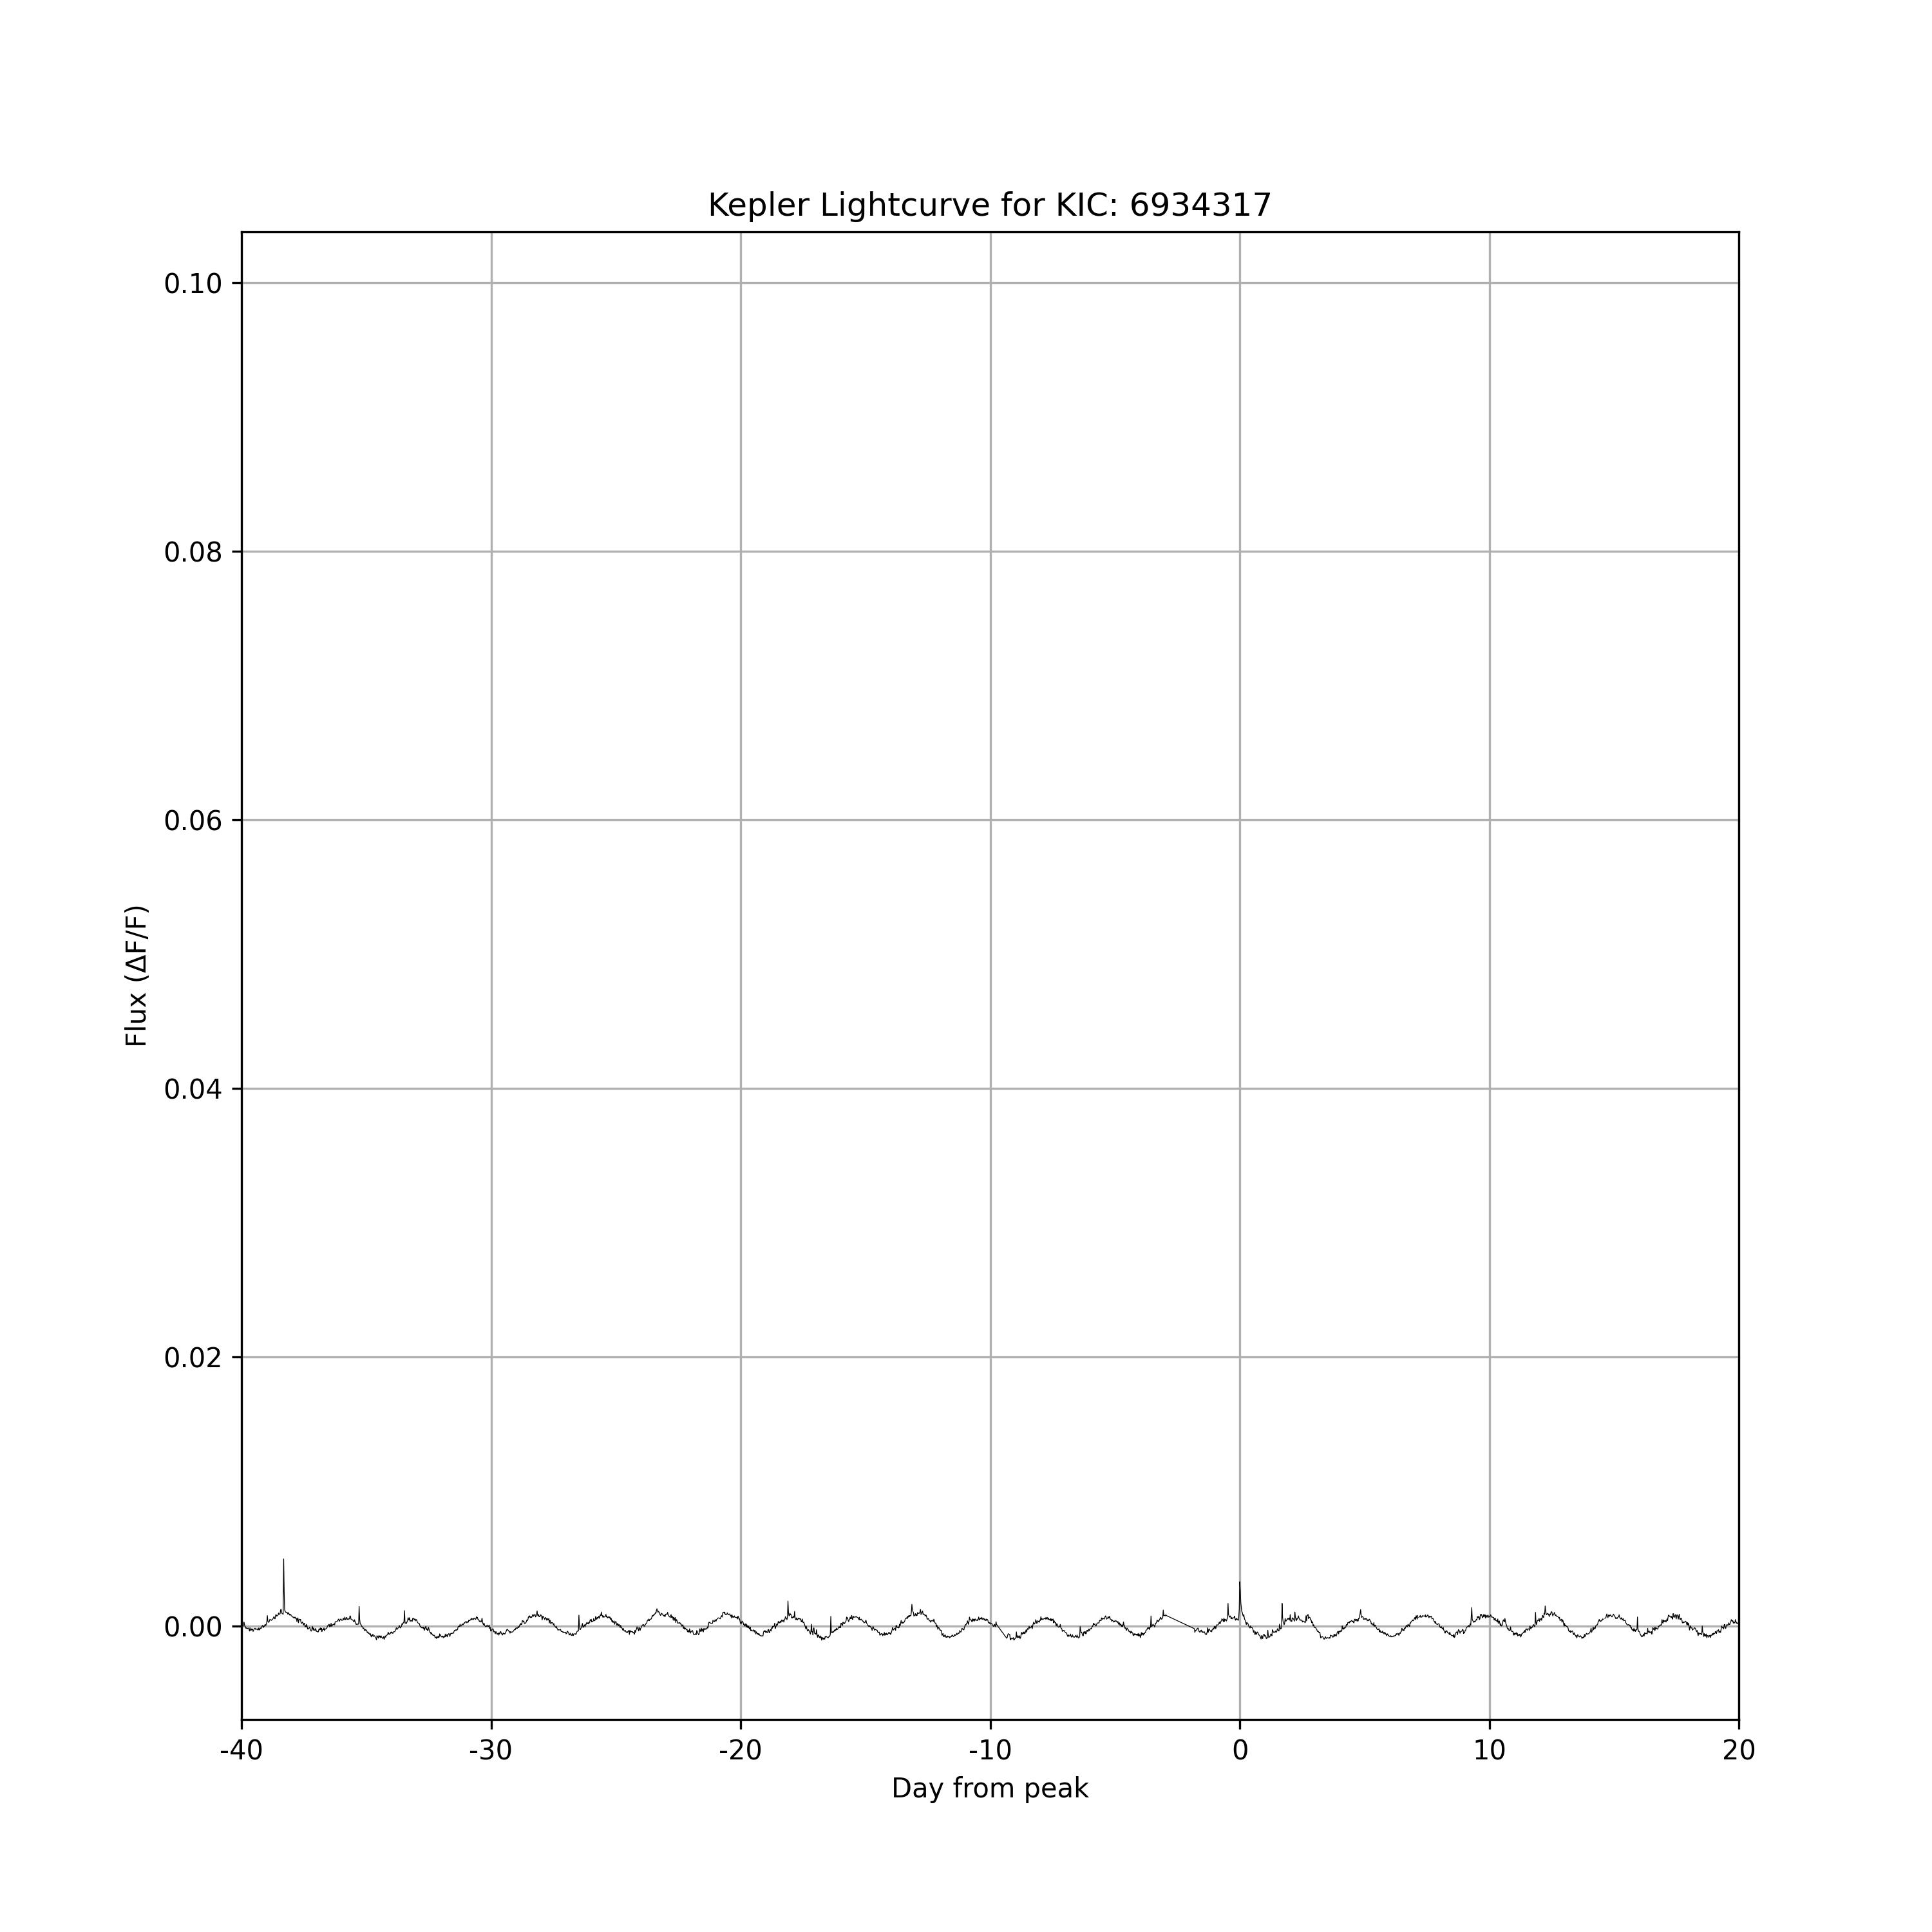 Kepler Lightcurve for KIC: 6934317
0.10
0.08
0.06
0.04
0.02
0.00
Flux (ΔF/F)
-40 -30 -20 -10 0 10 20
Day from peak